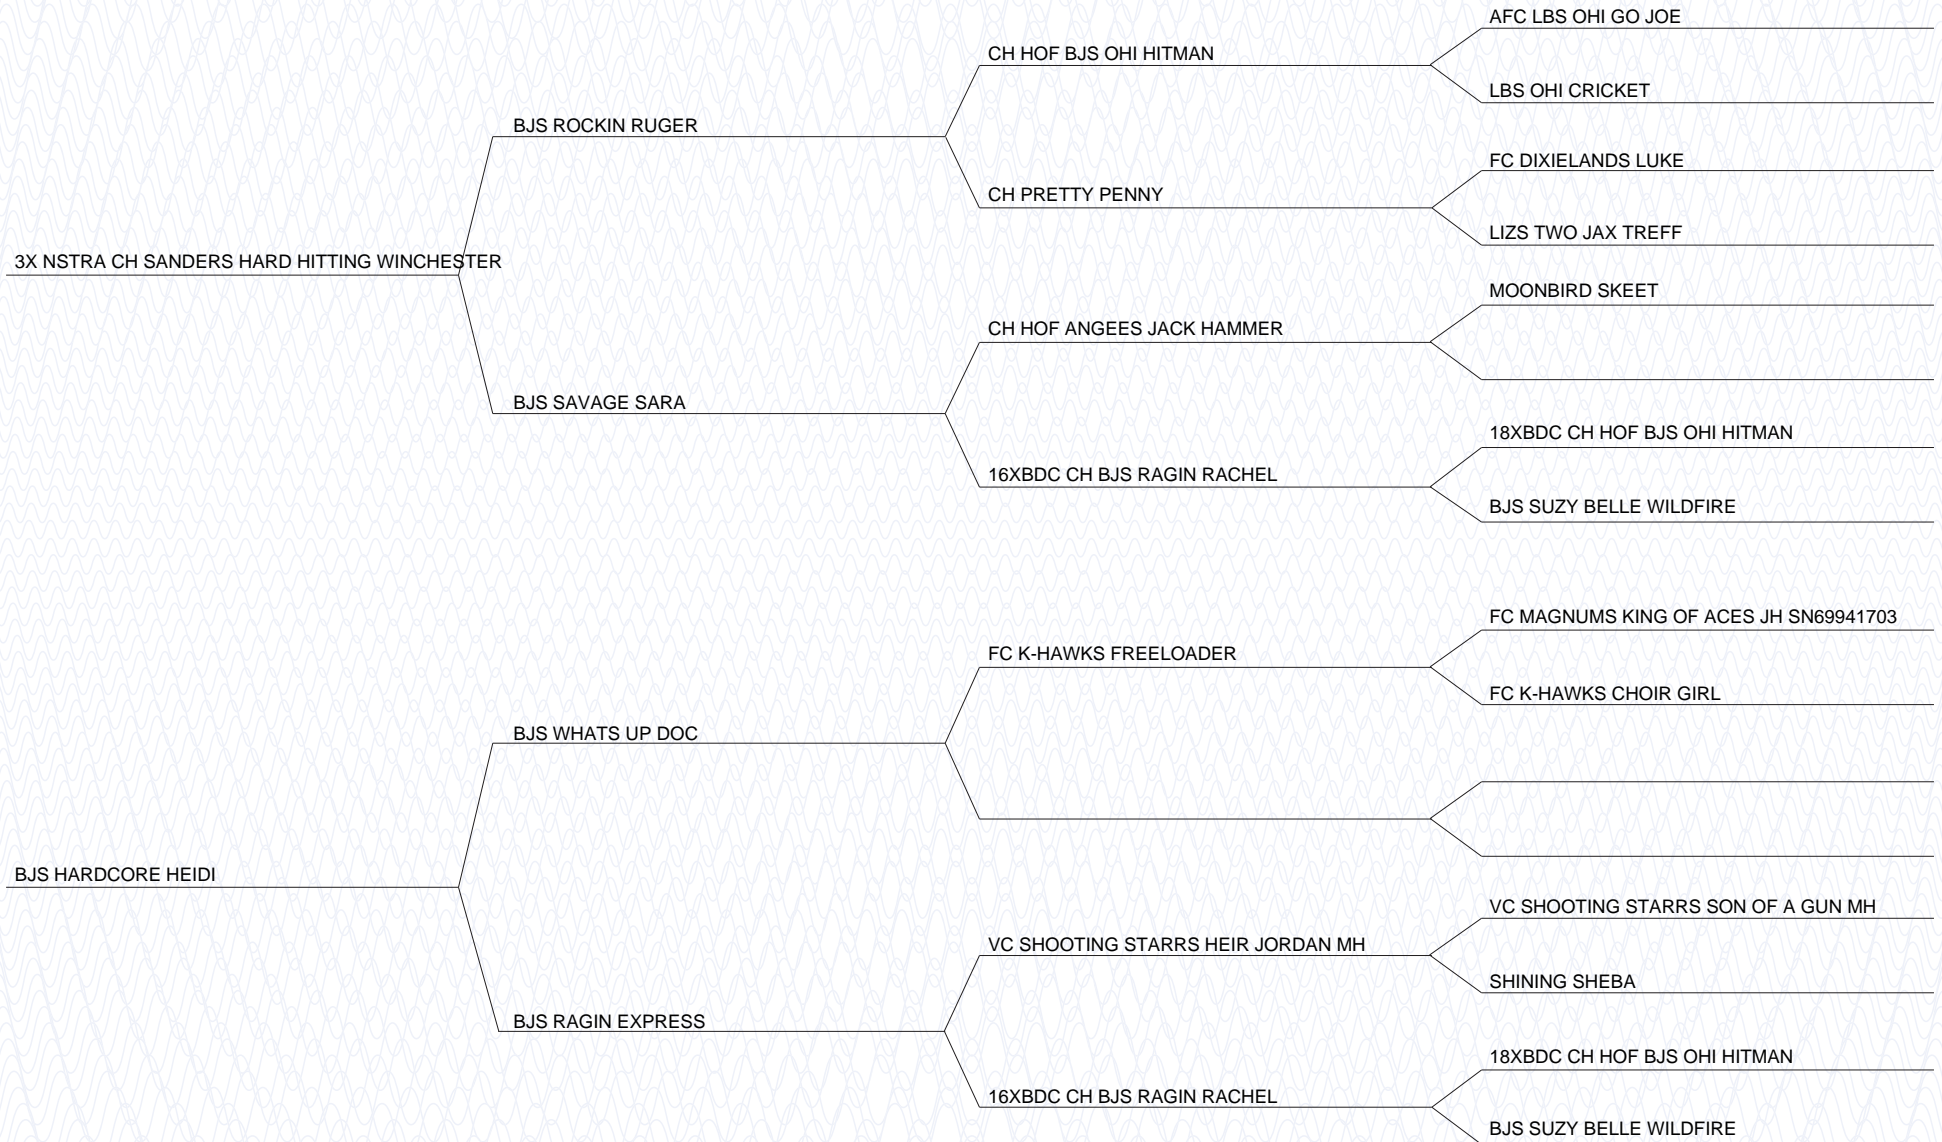 AFC LBS OHI GO JOE
CH HOF BJS OHI HITMAN
LBS OHI CRICKET
BJS ROCKIN RUGER
FC DIXIELANDS LUKE
CH PRETTY PENNY
LIZS TWO JAX TREFF
3X NSTRA CH SANDERS HARD HITTING WINCHESTER
MOONBIRD SKEET
CH HOF ANGEES JACK HAMMER
BJS SAVAGE SARA
18XBDC CH HOF BJS OHI HITMAN
16XBDC CH BJS RAGIN RACHEL
BJS SUZY BELLE WILDFIRE
FC MAGNUMS KING OF ACES JH SN69941703
FC K-HAWKS FREELOADER
FC K-HAWKS CHOIR GIRL
BJS WHATS UP DOC
BJS HARDCORE HEIDI
VC SHOOTING STARRS SON OF A GUN MH
VC SHOOTING STARRS HEIR JORDAN MH
SHINING SHEBA
BJS RAGIN EXPRESS
18XBDC CH HOF BJS OHI HITMAN
16XBDC CH BJS RAGIN RACHEL
BJS SUZY BELLE WILDFIRE